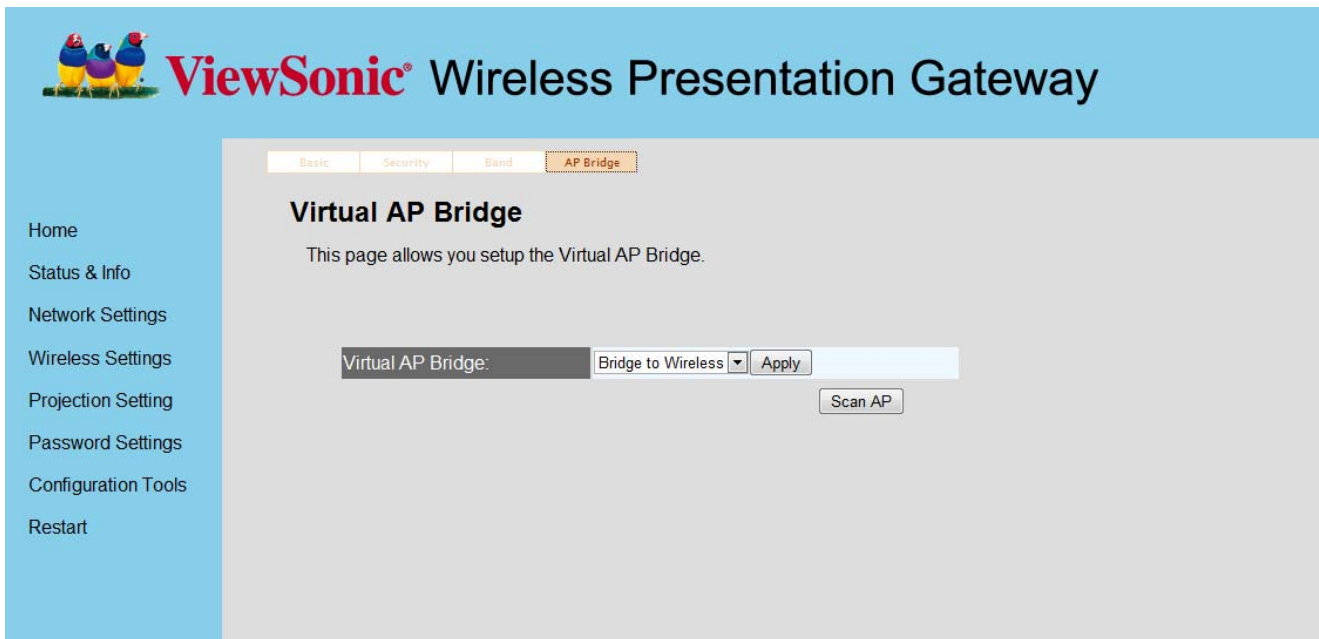 ViewSonic® Wireless Presentation Gateway
Basic Security Band AP Bridge
Virtual AP Bridge
This page allows you setup the Virtual AP Bridge.
Virtual AP Bridge: Bridge to Wireless Apply
Scan AP
Home
Status & Info
Network Settings
Wireless Settings
Projection Setting
Password Settings
Configuration Tools
Restart